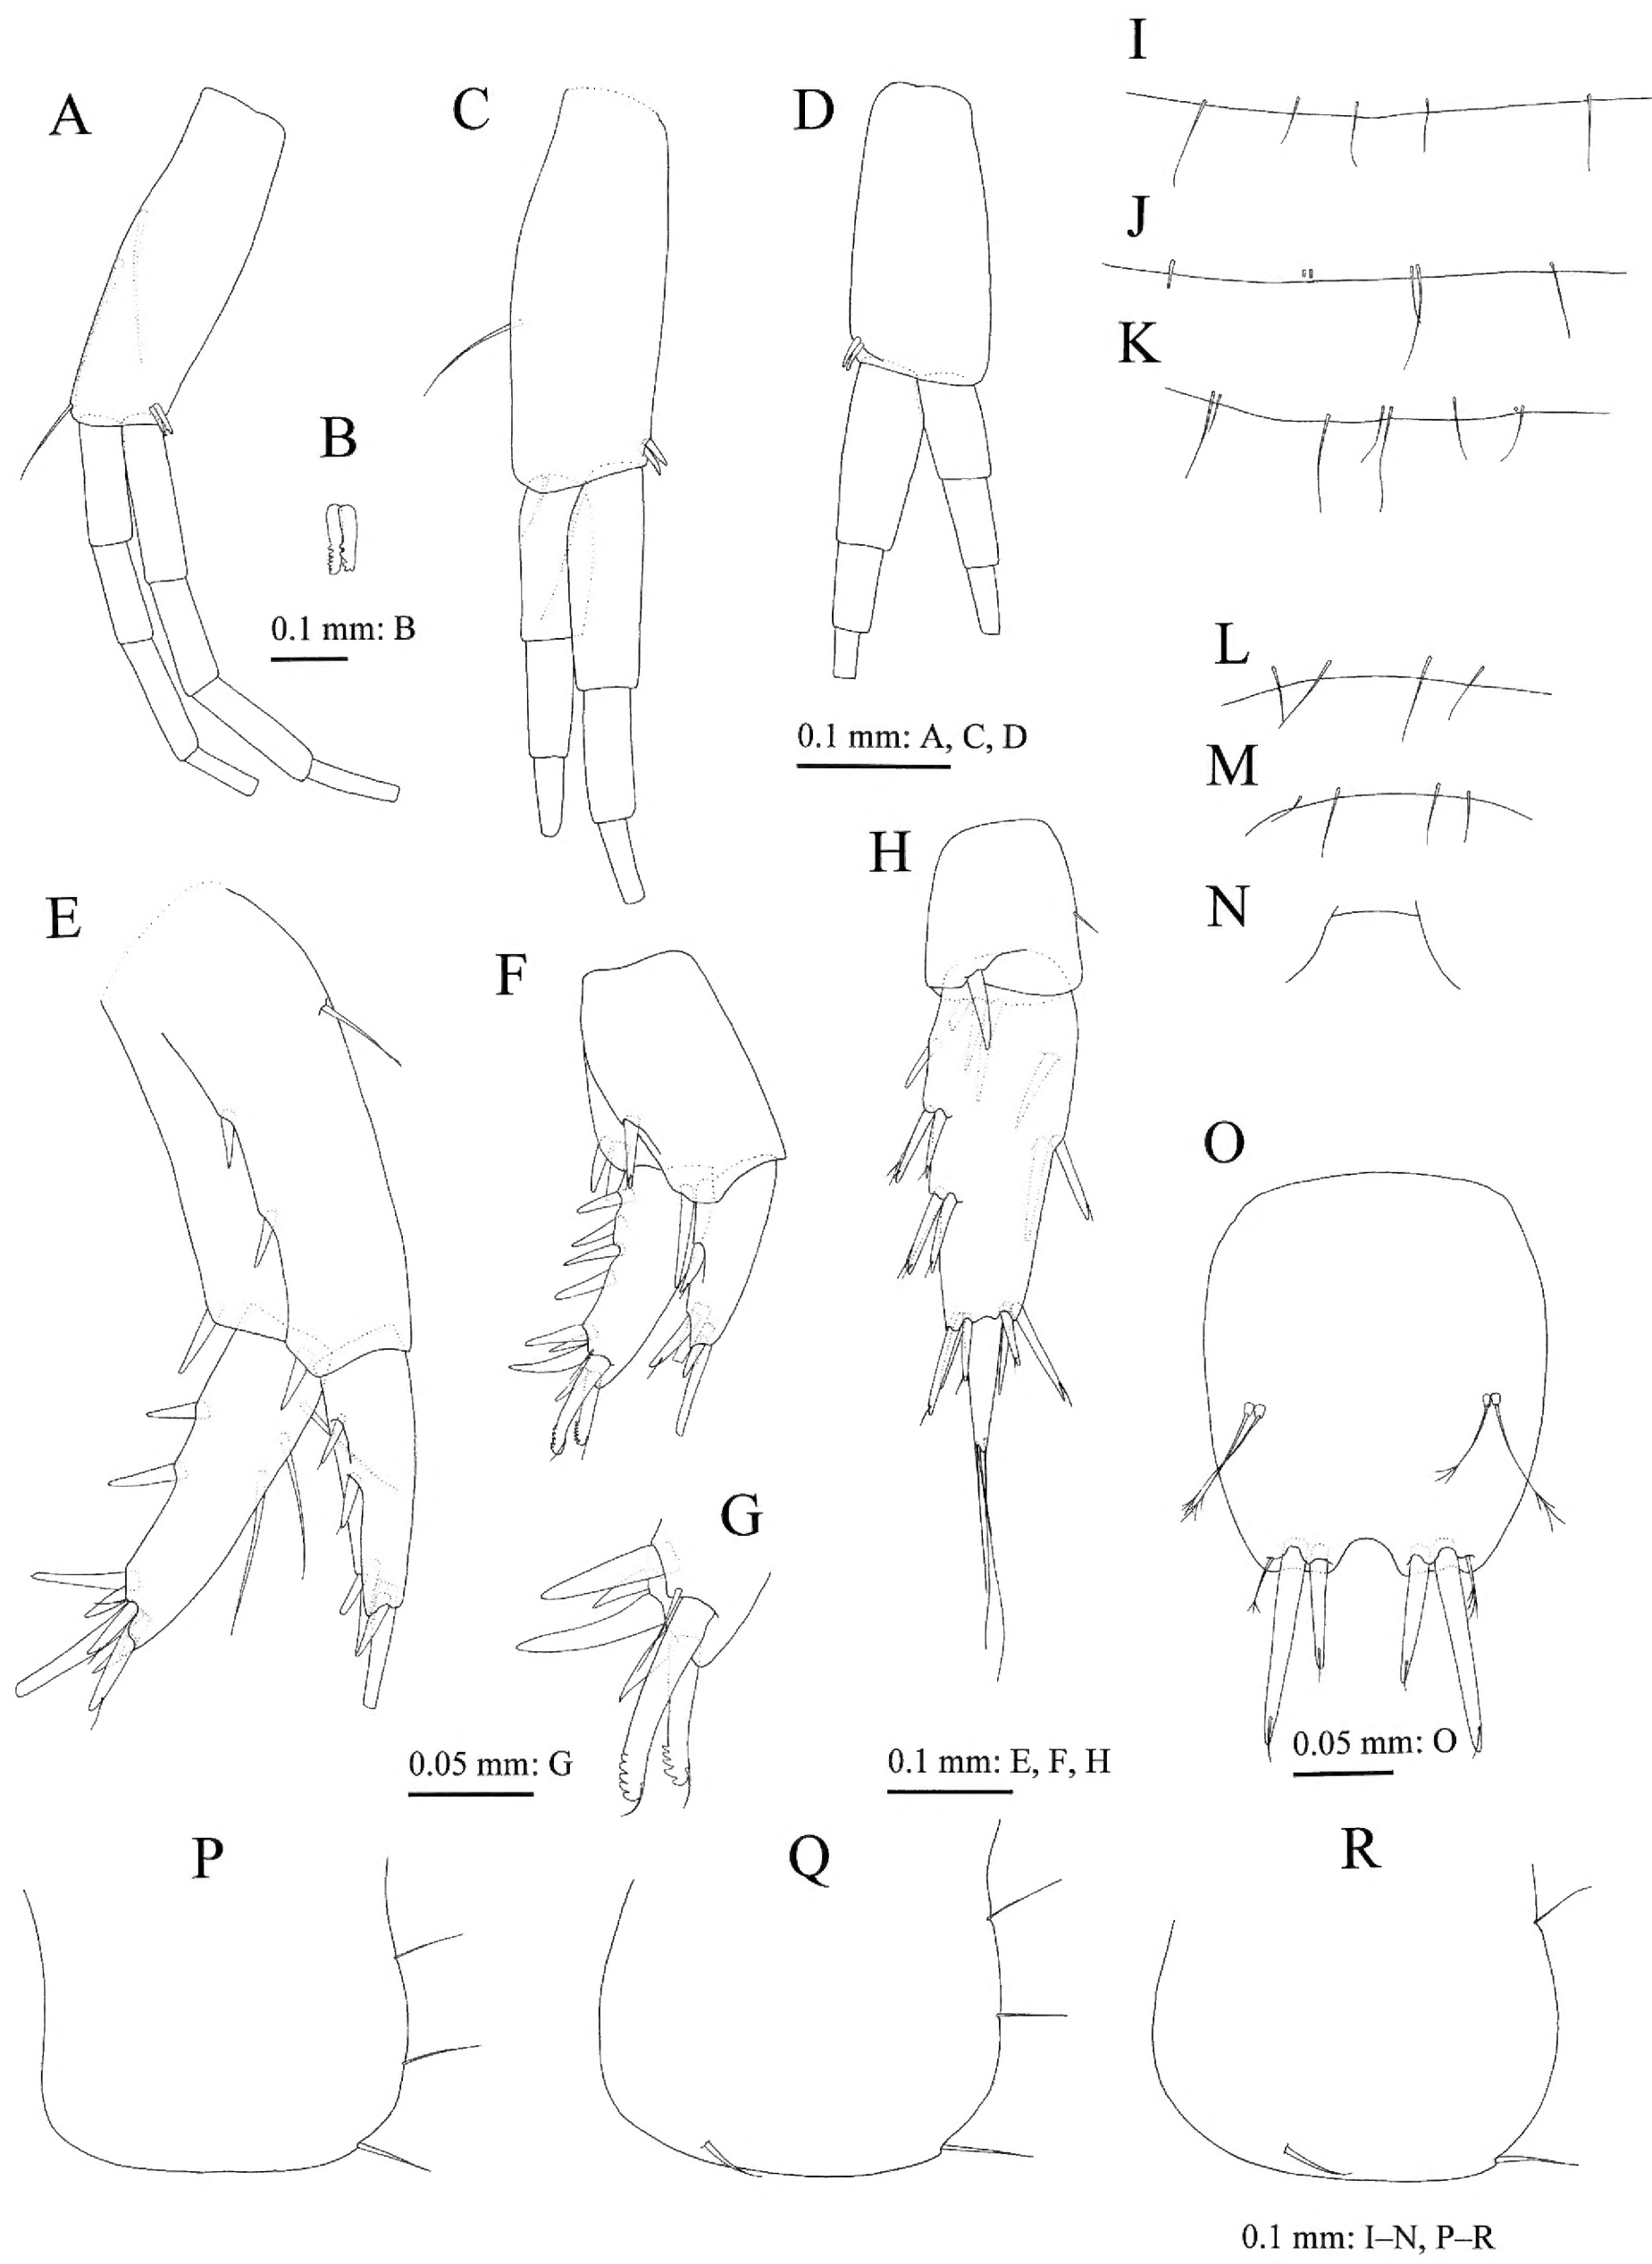 A
C
D
I
J
K
B
0.1 mm: B
L
0.1 mm: A, C, D
M
H
N
E
F
O
G
0.05 mm: G
0.1 mm: E, F, H
0.05 mm: O
P
Q
R
0.1 mm: I–N, P–R